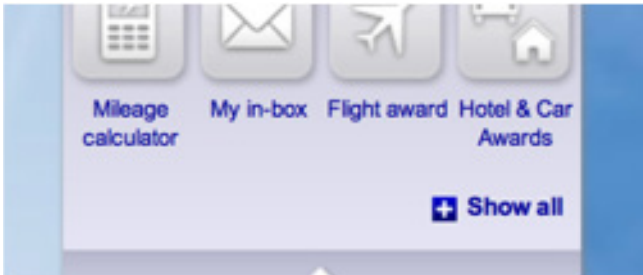 Mileage calculator
My in-box
Flight award
Hotel & Car Awards
Show all